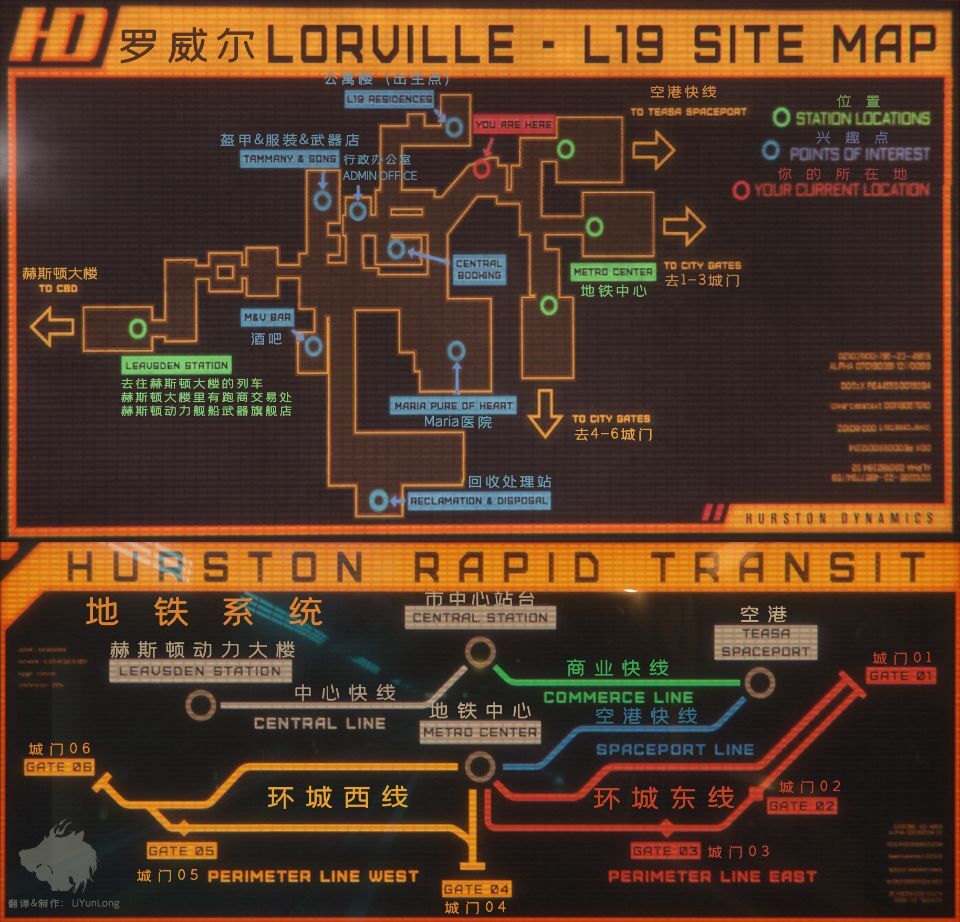 HD 罗威尔 LORVILLE - L19 SITE MAP
公寓楼（出生点）
L19 RESIDENCES
空港快线
TO TEASA SPACEPORT
位置
STATION LOCATIONS
兴趣点
POINTS OF INTEREST
你的所在地
YOUR CURRENT LOCATION
YOU ARE HERE
盔甲&服装&武器店
TAMMANY & SONS
行政办公室
ADMIN OFFICE
CENTRAL
BOOKING
METRO CENTER
地铁中心
TO CITY GATES
去1-3城门
赫斯顿大楼
TO CBD
M&V BAR
酒吧
LEAVSDEN STATION
去往赫斯顿大楼的列车
赫斯顿大楼里有跑商交易处
赫斯顿动力舰船武器旗舰店
MARIA PURE OF HEART
Maria医院
TO CITY GATES
去4-6城门
回收处理站
RECLAMATION & DISPOSAL
HURSTON DYNAMICS
HURSTON RAPID TRANSIT
地铁系统
市中心站台
CENTRAL STATION
空港
TEASA
SPACEPORT
赫斯顿动力大楼
LEAVSDEN STATION
城门01
GATE 01
中心快线
CENTRAL LINE
商业快线
COMMERCE LINE
地铁中心
METRO CENTER
空港快线
SPACEPORT LINE
城门06
GATE 06
环城西线
环城东线
城门02
GATE 02
GATE 05
城门05
PERIMETER LINE WEST
GATE 03 城门03
PERIMETER LINE EAST
GATE 04
城门04
翻译&制作：LiYunLong